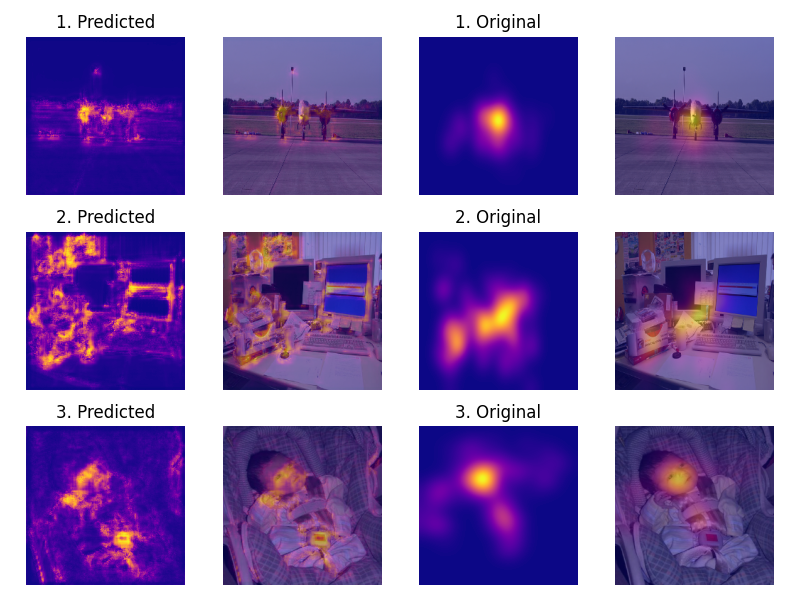 1. Predicted
1. Original
2. Predicted
2. Original
3. Predicted
3. Original